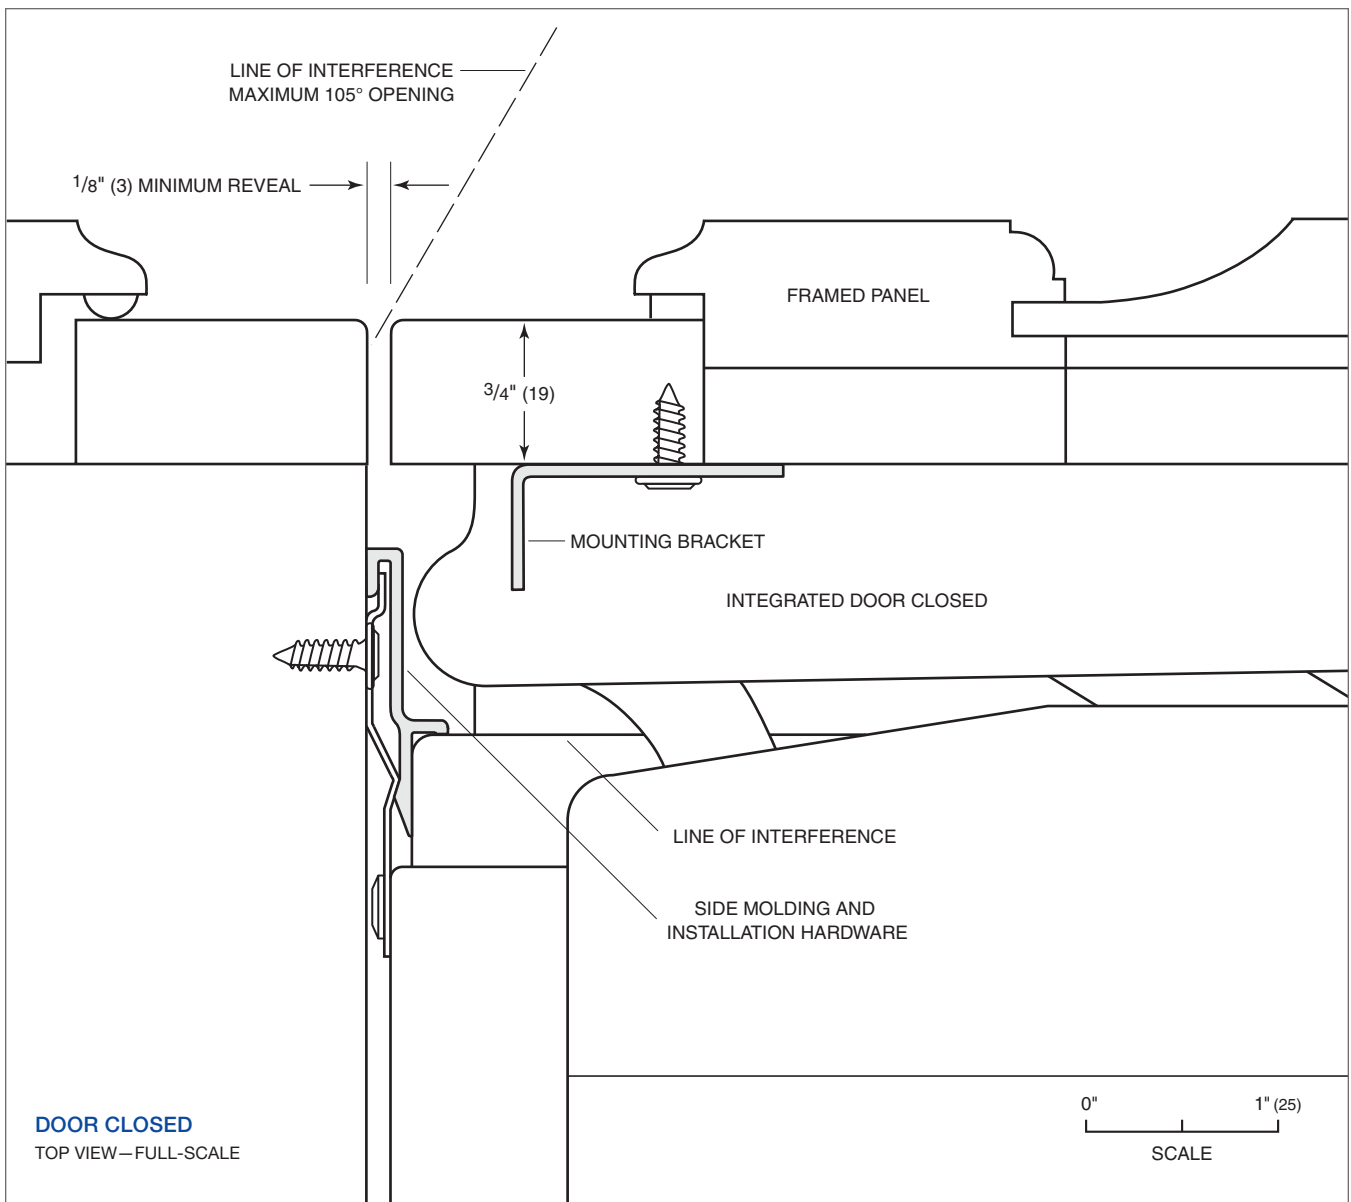 LINE OF INTERFERENCE
MAXIMUM 105° OPENING
1/8" (3) MINIMUM REVEAL
FRAMED PANEL
3/4" (19)
MOUNTING BRACKET
INTEGRATED DOOR CLOSED
LINE OF INTERFERENCE
SIDE MOLDING AND
INSTALLATION HARDWARE
DOOR CLOSED
TOP VIEW—FULL-SCALE
0" 1" (25)
SCALE